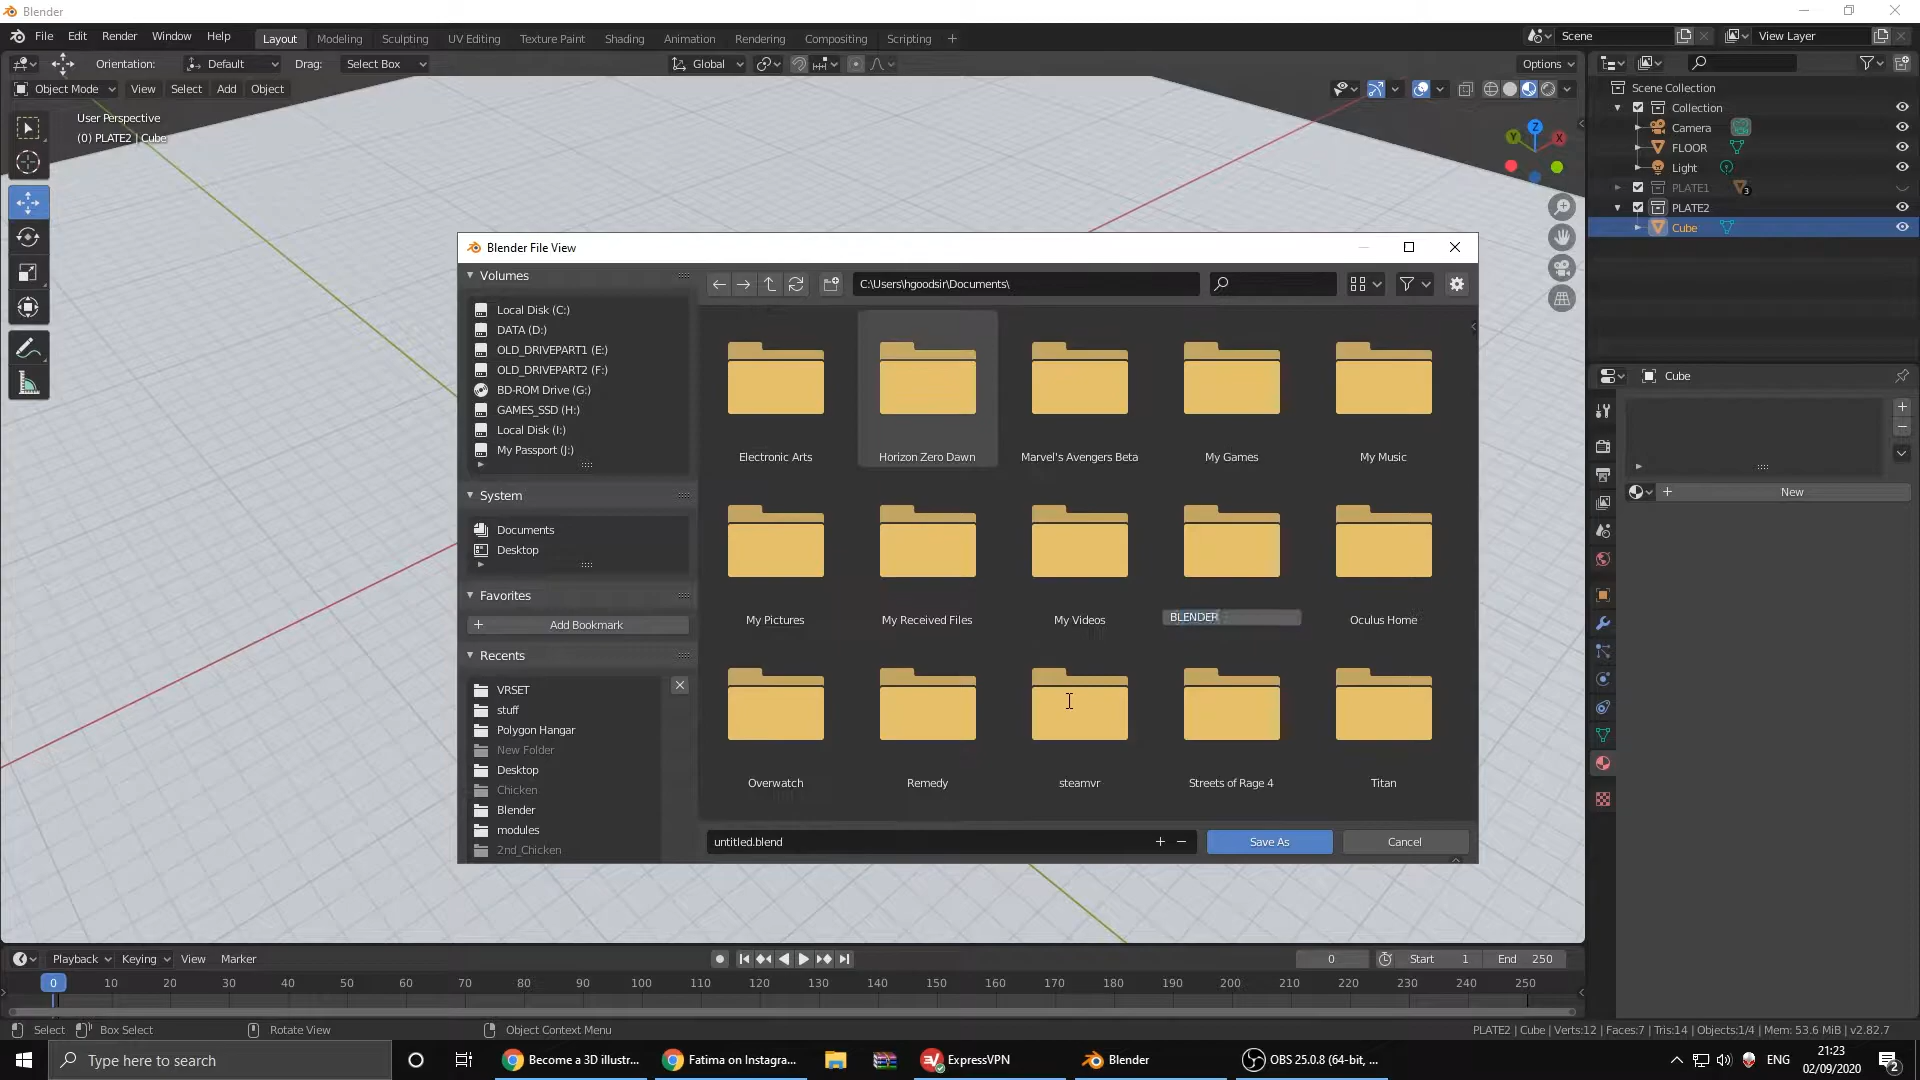 Blender
File Edit Render Window Help
Layout Modeling Sculpting UV Editing Texture Paint Shading Animation Rendering Compositing Scripting +
Scene
View Layer
Orientation: Default Drag: Select Box
Global
Options
Object Mode View Select Add Object
User Perspective
(0) PLATE2 | Cube
Z
Y
X
Scene Collection
Collection
Camera
FLOOR
Light
PLATE1 3
PLATE2
Cube
Cube
New
Blender File View
Volumes
Local Disk (C:)
DATA (D:)
OLD_DRIVEPART1 (E:)
OLD_DRIVEPART2 (F:)
BD-ROM Drive (G:)
GAMES_SSD (H:)
Local Disk (I:)
My Passport (J:)
System
Documents
Desktop
Favorites
Add Bookmark
Recents
VRSET
stuff
Polygon Hangar
New Folder
Desktop
Chicken
Blender
modules
2nd_Chicken
C:\Users\hgoodsir\Documents\
Electronic Arts Horizon Zero Dawn Marvel's Avengers Beta My Games My Music
My Pictures My Received Files My Videos BLENDER Oculus Home
Overwatch Remedy steamvr Streets of Rage 4 Titan
untitled.blend
Save As Cancel
Playback Keying View Marker
0 Start 1 End 250
0 10 20 30 40 50 60 70 80 90 100 110 120 130 140 150 160 170 180 190 200 210 220 230 240 250
Select Box Select Rotate View Object Context Menu
PLATE2 | Cube | Verts:12 | Faces:7 | Tris:14 | Objects:1/4 | Mem: 53.6 MiB | v2.82.7
Type here to search
Become a 3D illustr...
Fatima on Instagra...
ExpressVPN
Blender
OBS 25.0.8 (64-bit, ...
ENG
21:23
02/09/2020
2